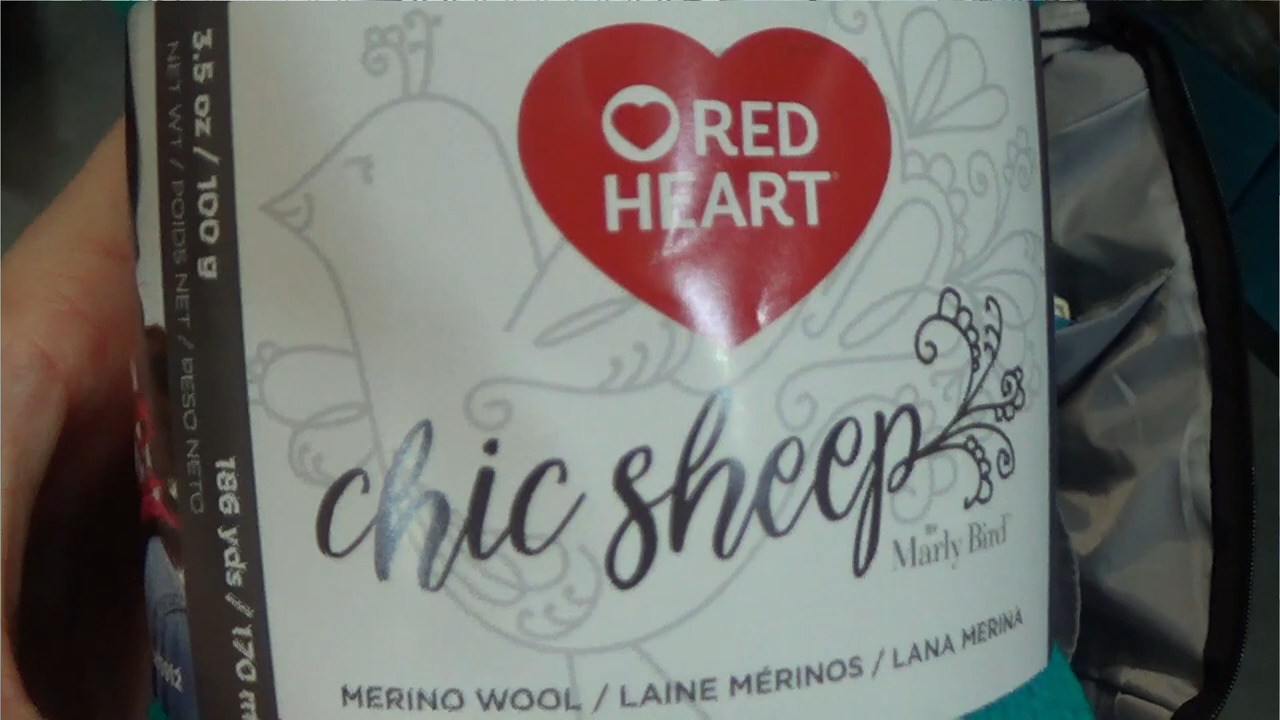 RED
HEART
chic sheep
BY
Marly Bird™
MERINO WOOL / LAINE MÉRINOS / LANA MERINA
3.5 oz / 100 g
NET WT / POIDS NET / PESO NETO
186 yds / 170 m